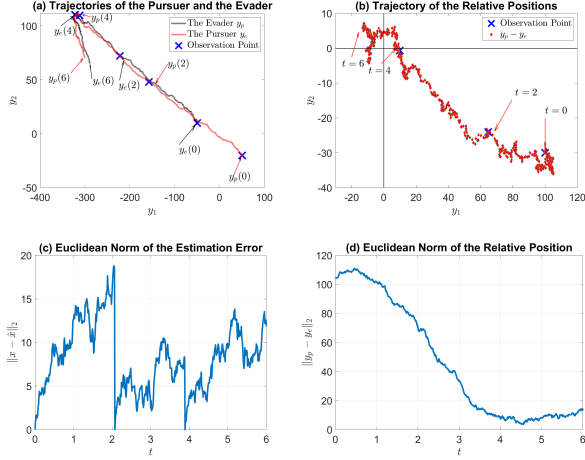 (a) Trajectories of the Pursuer and the Evader
The Evader y_p
The Pursuer y_e
Observation Point
y_p(4)
y_e(4)
y_p(2)
y_e(2)
y_p(6)
y_e(6)
y_e(0)
y_p(0)
100
50
0
-50
y_2
-400
-300
-200
-100
0
100
y_1
(b) Trajectory of the Relative Positions
Observation Point
y_p − y_e
t = 6
t = 4
t = 2
t = 0
10
0
-10
-20
-30
-40
y_2
-20
0
20
40
60
80
100
120
y_1
(c) Euclidean Norm of the Estimation Error
20
15
10
5
0
‖x − x̂‖_2
0
1
2
3
4
5
6
t
(d) Euclidean Norm of the Relative Position
120
100
80
60
40
20
0
‖y_p − y_e‖_2
0
1
2
3
4
5
6
t